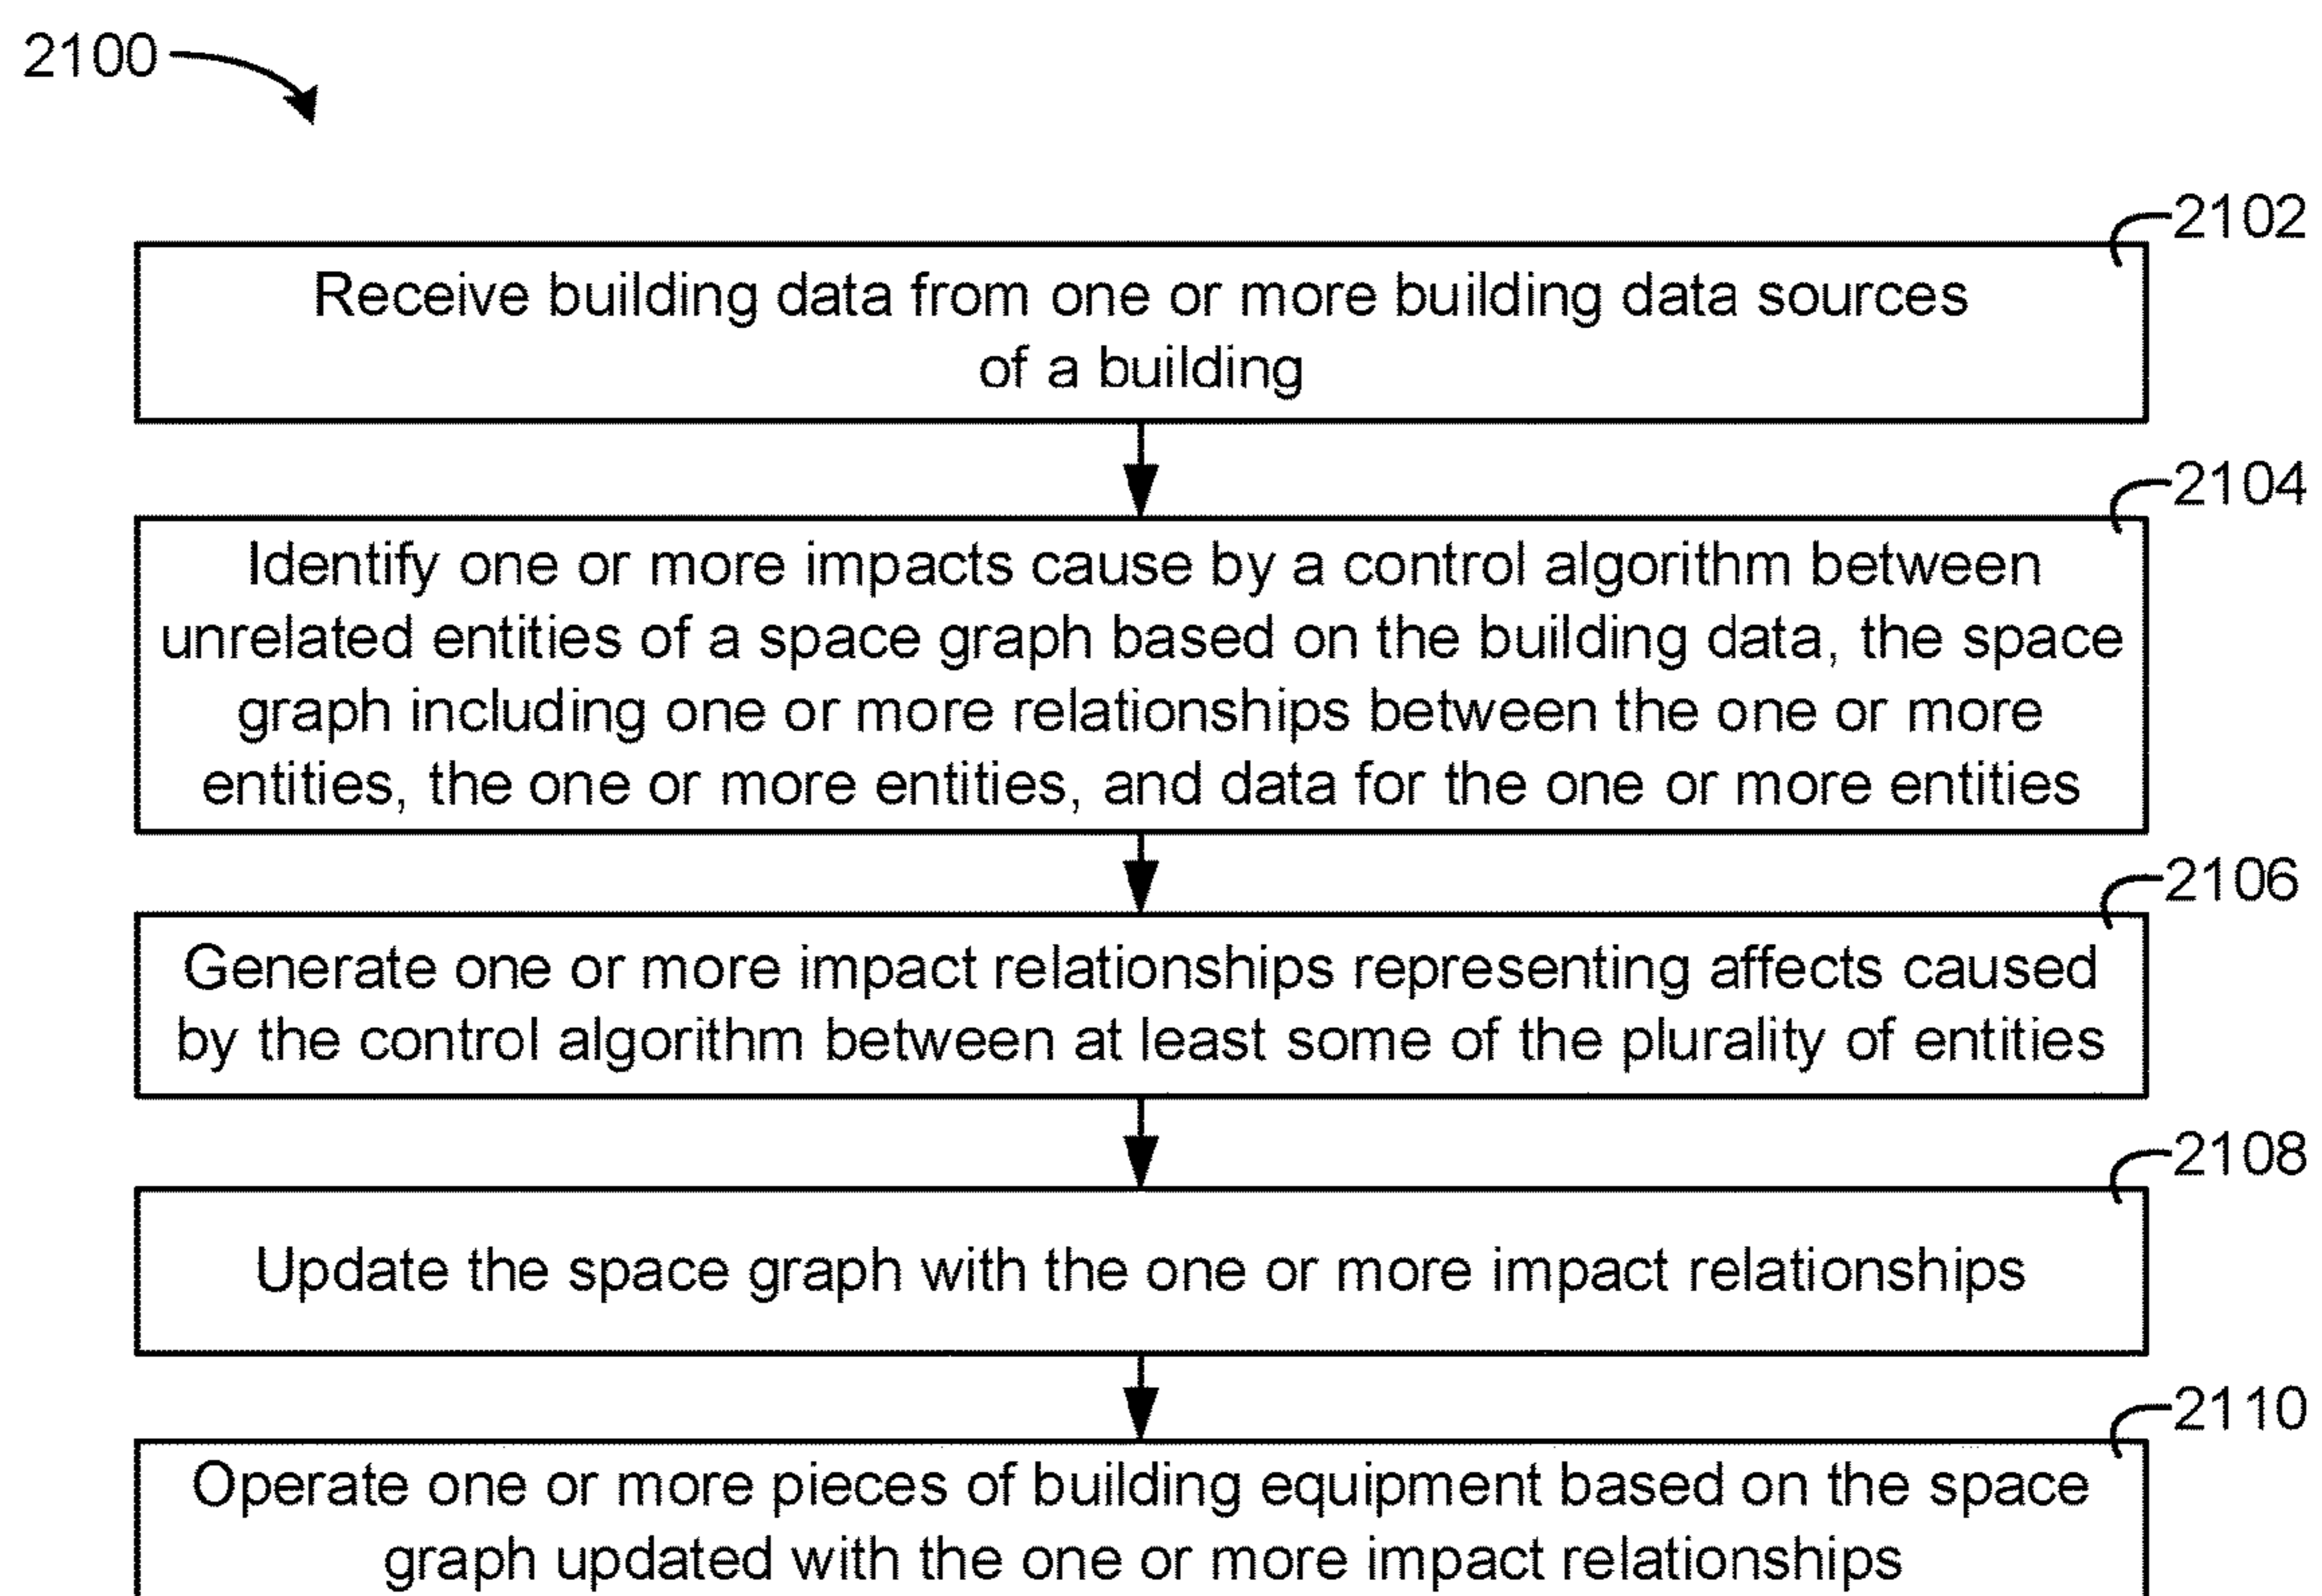 2100
2102
Receive building data from one or more building data sources
of a building
2104
Identify one or more impacts cause by a control algorithm between
unrelated entities of a space graph based on the building data, the space
graph including one or more relationships between the one or more
entities, the one or more entities, and data for the one or more entities
2106
Generate one or more impact relationships representing affects caused
by the control algorithm between at least some of the plurality of entities
2108
Update the space graph with the one or more impact relationships
2110
Operate one or more pieces of building equipment based on the space
graph updated with the one or more impact relationships